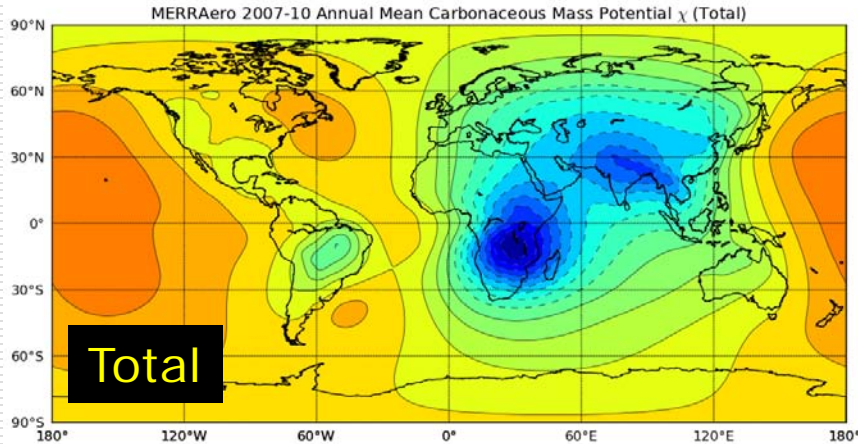 MERRAero 2007-10 Annual Mean Carbonaceous Mass Potential χ (Total)
90°N
60°N
30°N
0°
30°S
60°S
90°S
Total
180° 120°W 60°W 0° 60°E 120°E 180°